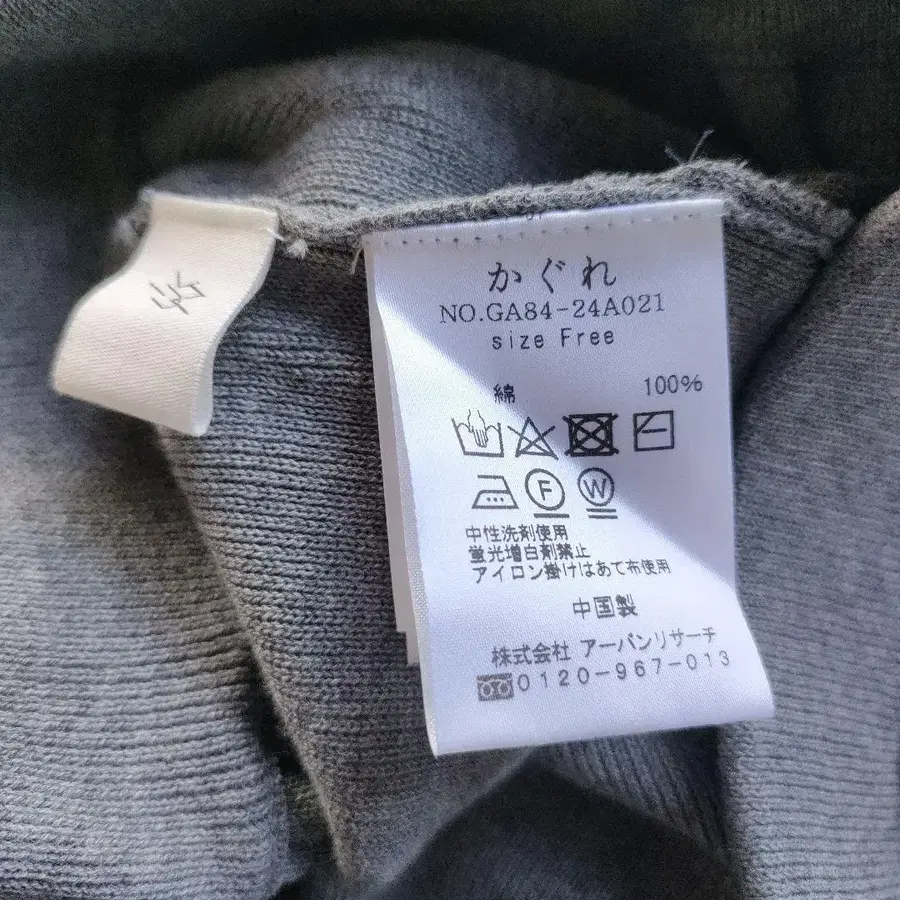 かぐれ
NO.GA84-24A021
size Free
綿 100%
F W
中性洗剤使用
蛍光増白剤禁止
アイロン掛けはあて布使用
中国製
株式会社 アーバンリサーチ
0120-967-013